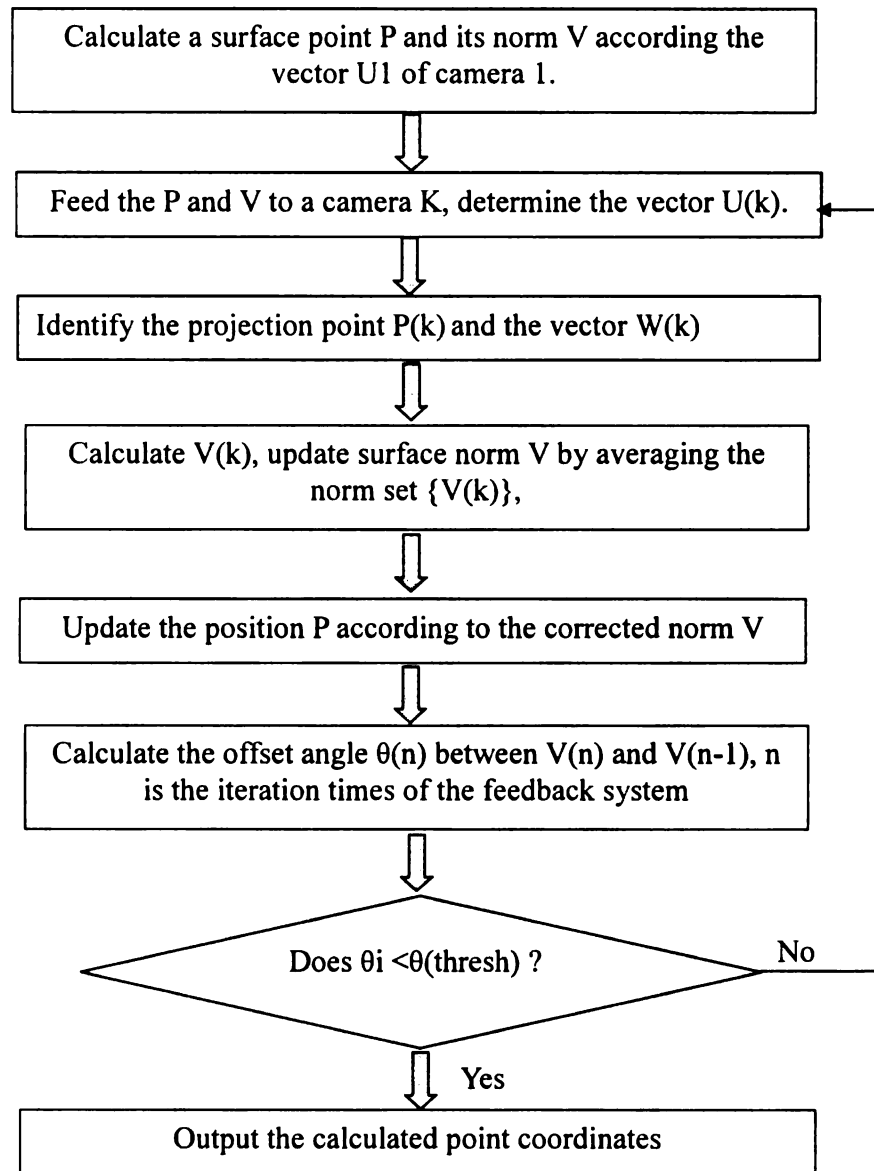 Calculate a surface point P and its norm V according the
vector U1 of camera 1.
Feed the P and V to a camera K, determine the vector U(k).
Identify the projection point P(k) and the vector W(k)
Calculate V(k), update surface norm V by averaging the
norm set {V(k)},
Update the position P according to the corrected norm V
Calculate the offset angle θ(n) between V(n) and V(n-1), n
is the iteration times of the feedback system
Does θi <θ(thresh) ?
No
Yes
Output the calculated point coordinates